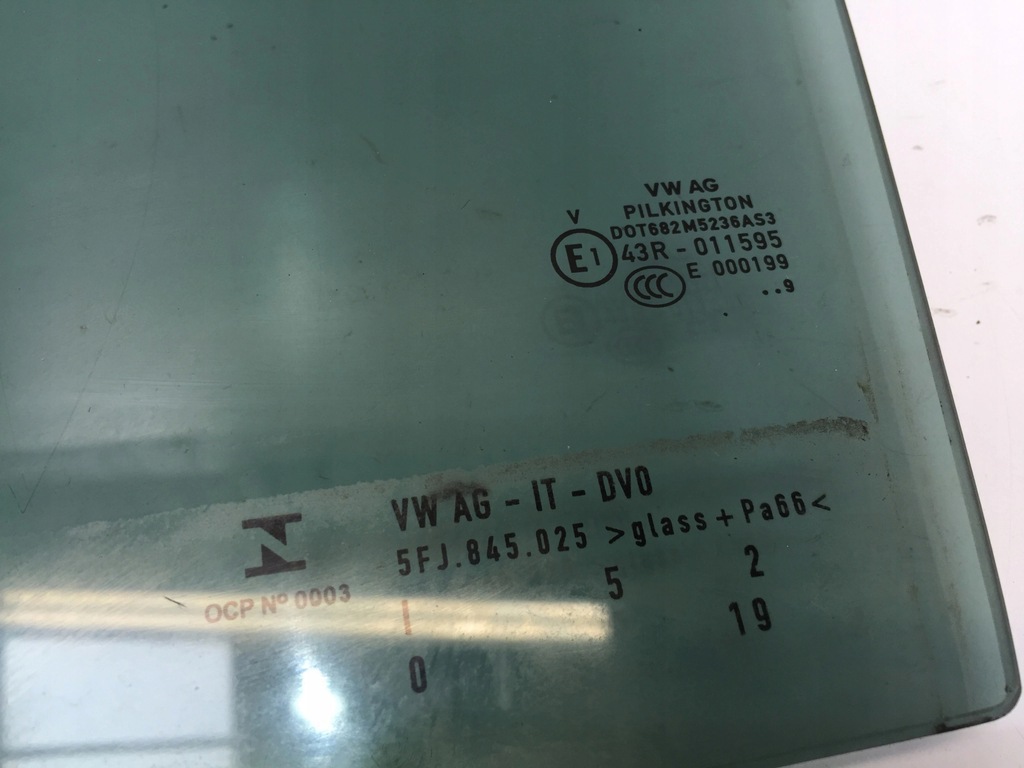 VW AG
PILKINGTON
V
DOT682M5236AS3
E1
43R - 011595
CCC
E 000199
..9
VW AG - IT - DVO
5FJ.845.025 >glass + Pa66<
OCP Nº 0003
I
5
2
0
19